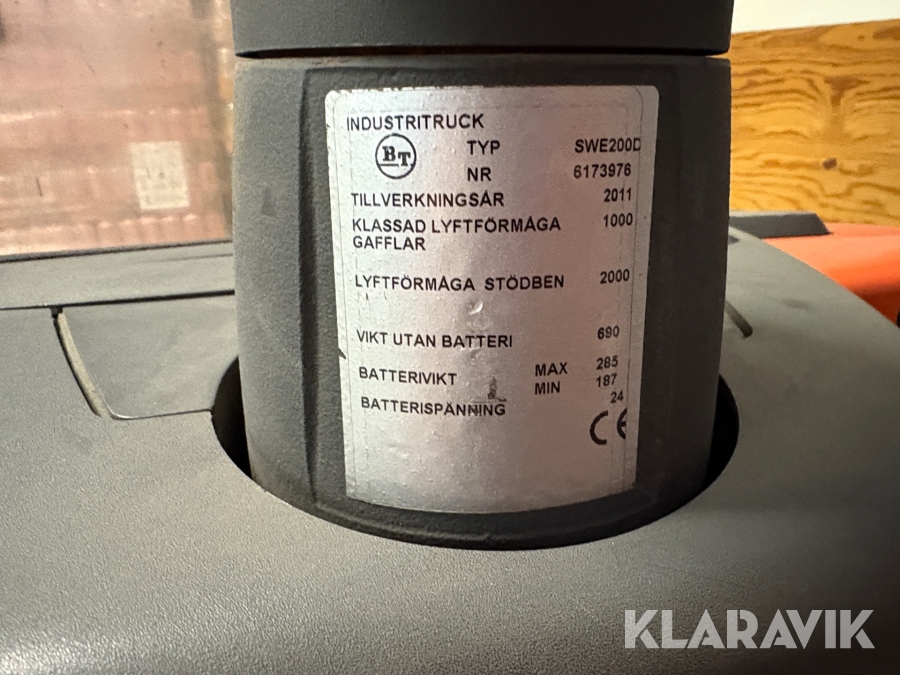 INDUSTRITRUCK
BT
TYP SWE200D
NR 6173976
TILLVERKNINGSÅR 2011
KLASSAD LYFTFÖRMÅGA 1000
GAFFLAR
LYFTFÖRMÅGA STÖDBEN 2000
VIKT UTAN BATTERI 690
BATTERIVIKT MAX 285
MIN 187
BATTERISPÄNNING 24
CE
KLARAVIK